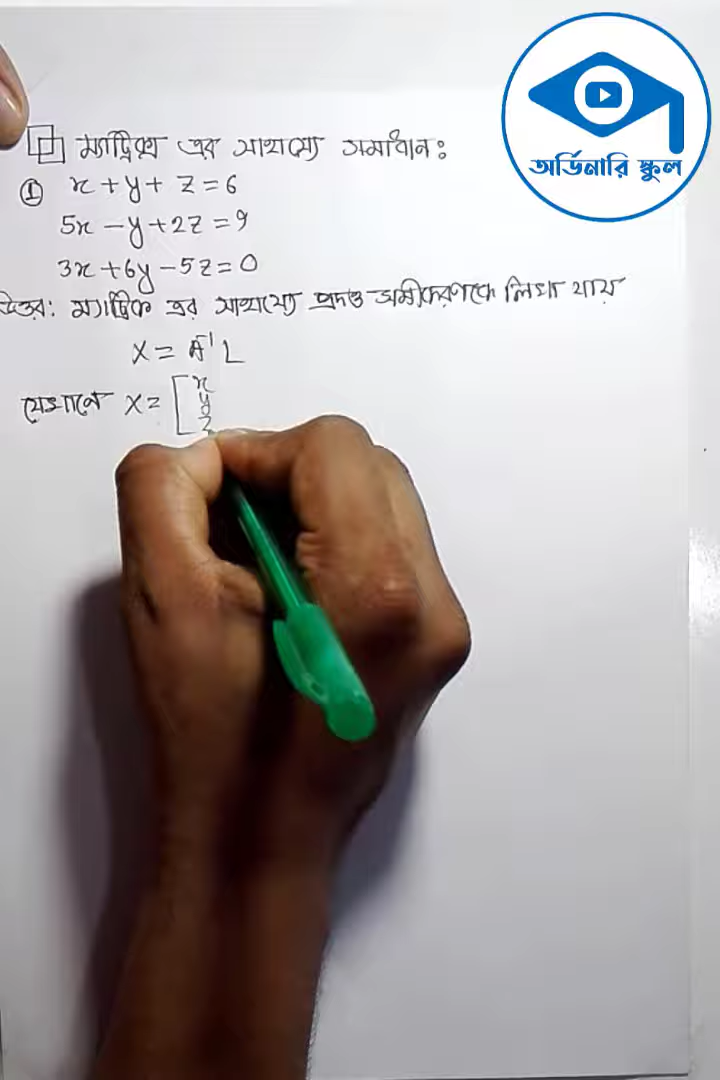 ম্যাট্রিক্স এর সাহায্যে সমাধান:
① x + y + z = 6
5x - y + 2z = 9
3x + 6y - 5z = 0
উত্তর: ম্যাট্রিক এর সাহায্যে প্রদত্ত সমীকরণকে লিখা যায়
X = A⁻¹ L
যেখানে X = [x
y
z
অর্ডিনারি স্কুল